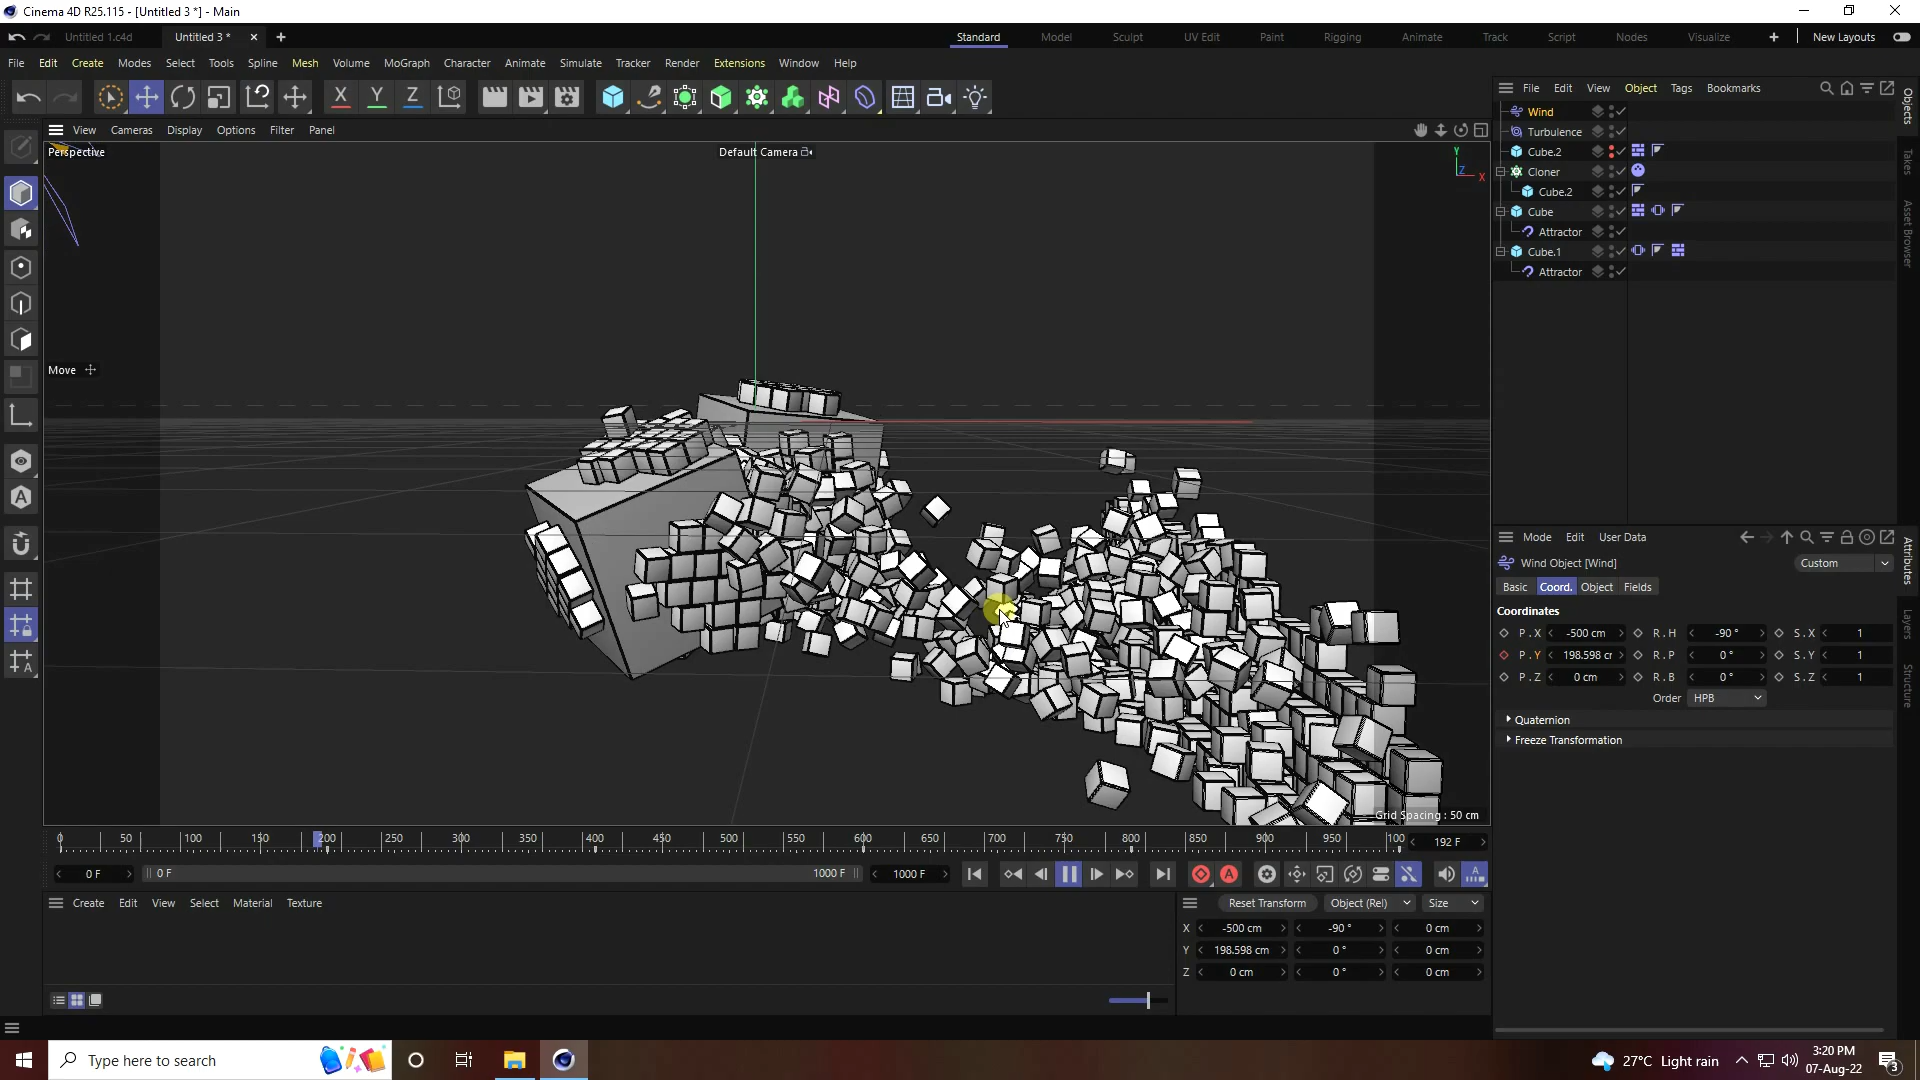 Cinema 4D R25.115 - [Untitled 3 *] - Main
Untitled 1.c4d Untitled 3 * Standard Model Sculpt UV Edit Paint Rigging Animate Track Script Nodes Visualize New Layouts
File Edit Create Modes Select Tools Spline Mesh Volume MoGraph Character Animate Simulate Tracker Render Extensions Window Help
X Y Z
File Edit View Object Tags Bookmarks
View Cameras Display Options Filter Panel
Perspective Default Camera
Y
Z
X
Move
Grid Spacing : 50 cm
Wind
Turbulence
Cube.2
Cloner
Cube.2
Cube
Attractor
Cube.1
Attractor
Objects
Takes
Asset Browser
Mode Edit User Data
Wind Object [Wind] Custom
Basic Coord. Object Fields
Coordinates
P.X -500 cm R.H -90 ° S.X 1
P.Y 198.598 cr R.P 0 ° S.Y 1
P.Z 0 cm R.B 0 ° S.Z 1
Order HPB
Quaternion
Freeze Transformation
Attributes
Layers
Structure
0 50 100 150 200 250 300 350 400 450 500 550 600 650 700 750 800 850 900 950 100 192 F
0 F 0 F 1000 F 1000 F
Create Edit View Select Material Texture
Reset Transform Object (Rel) Size
X -500 cm -90 ° 0 cm
Y 198.598 cm 0 ° 0 cm
Z 0 cm 0 ° 0 cm
Type here to search
27°C Light rain
3:20 PM
07-Aug-22
3